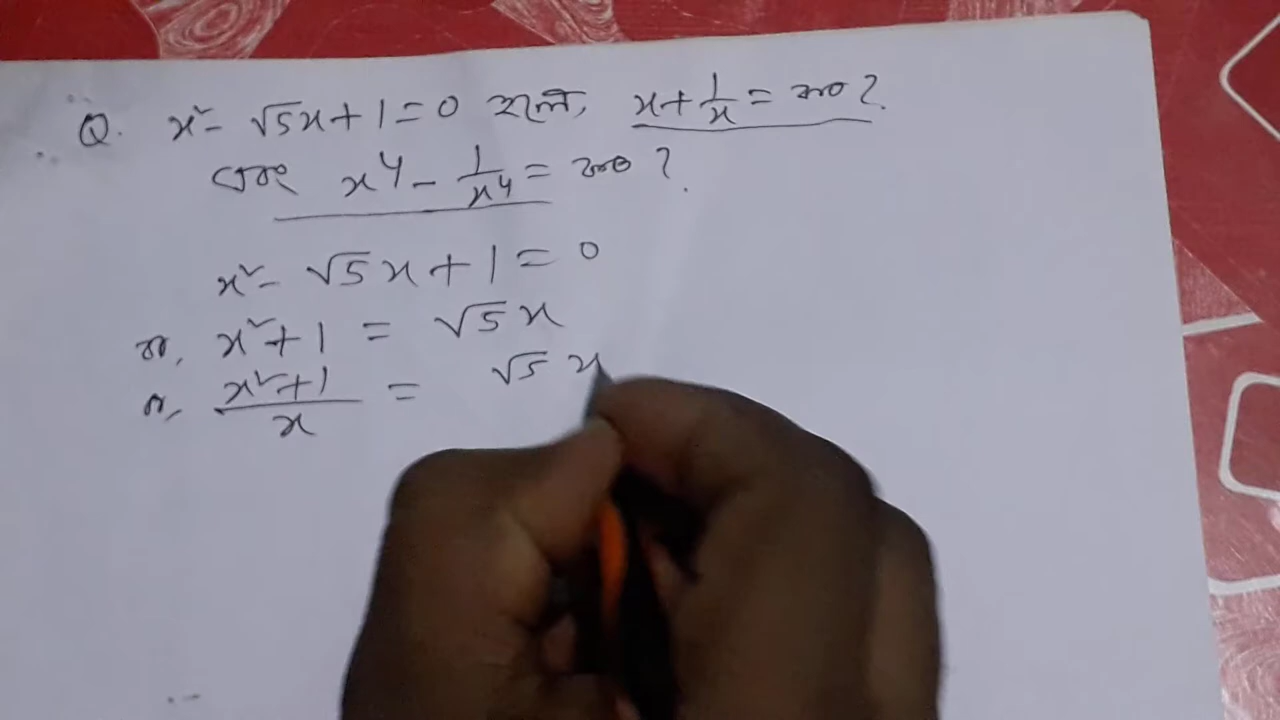 Q. x² - √5x + 1 = 0 হলে, x + 1/x = কত?
এবং x⁴ - 1/x⁴ = কত?
x² - √5x + 1 = 0
বা, x² + 1 = √5x
বা, (x² + 1)/x = √5x